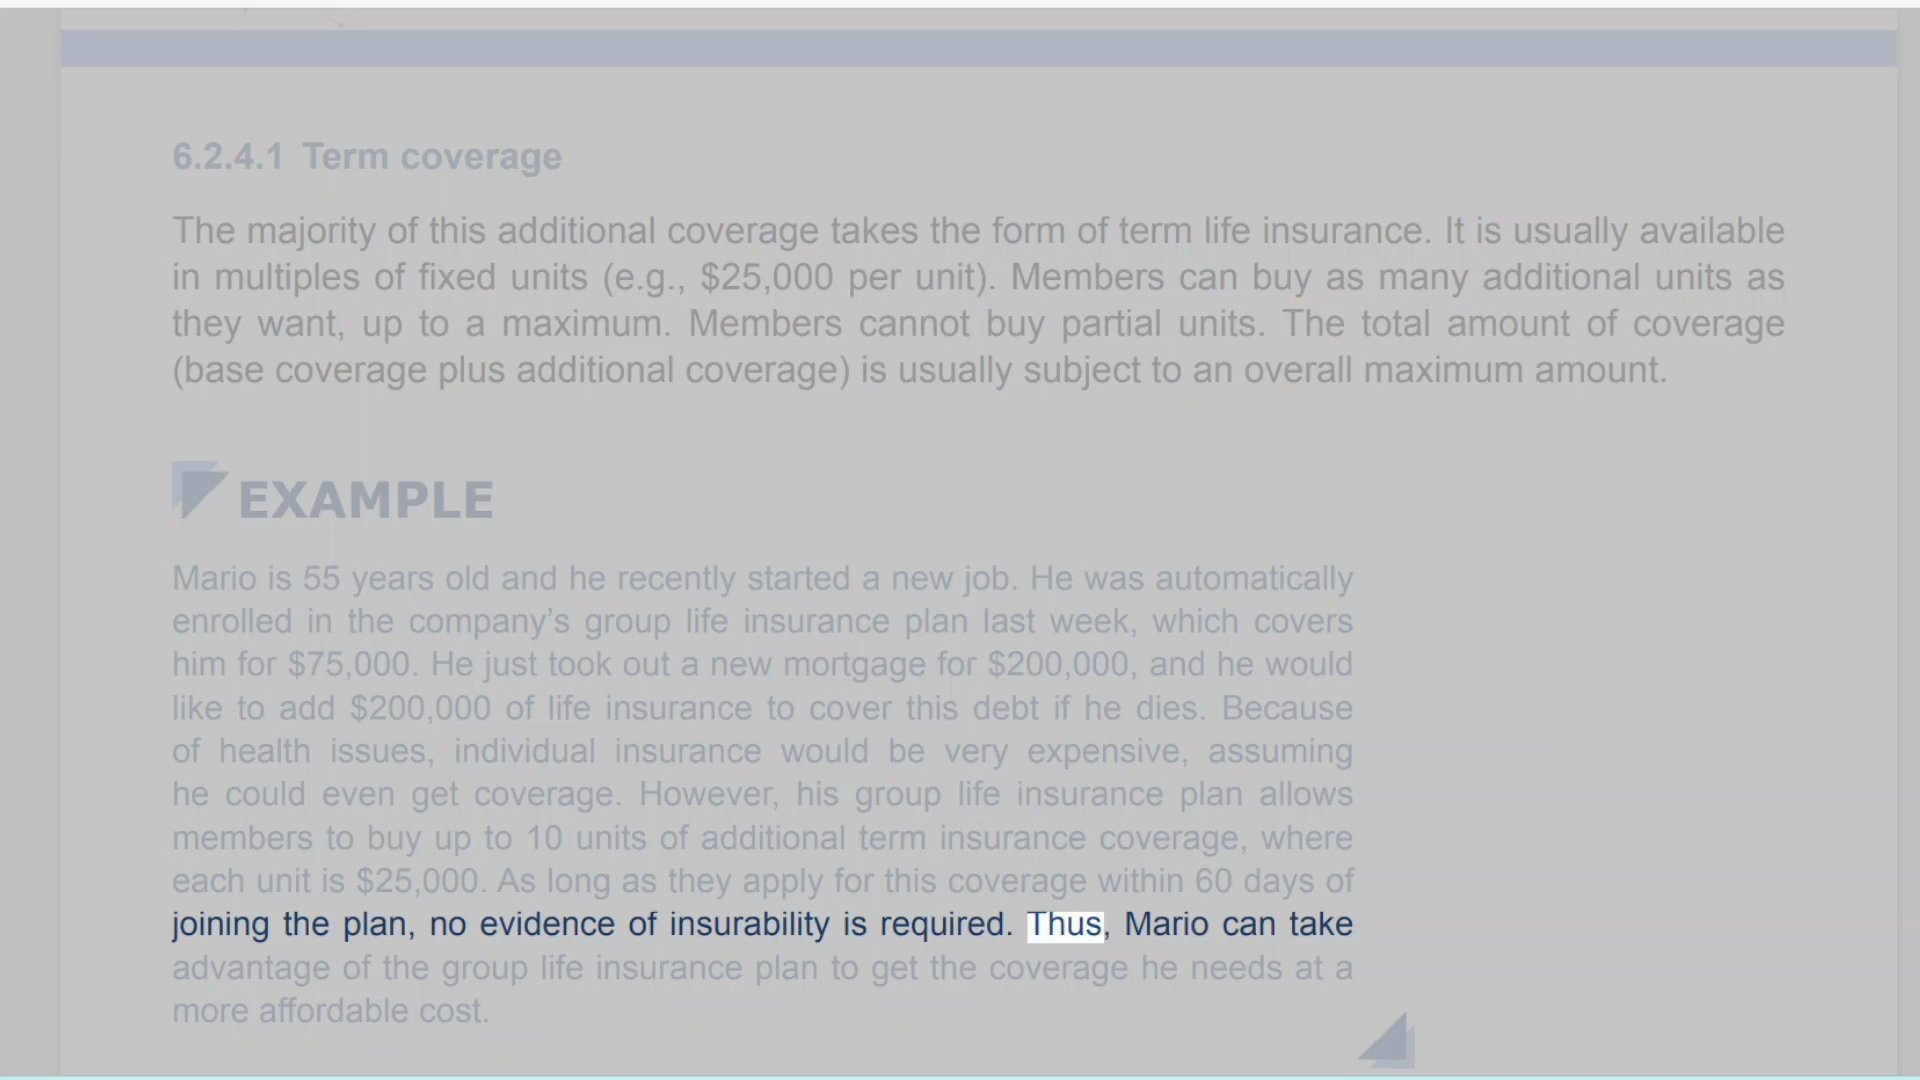 6.2.4.1 Term coverage
The majority of this additional coverage takes the form of term life insurance. It is usually available
in multiples of fixed units (e.g., $25,000 per unit). Members can buy as many additional units as
they want, up to a maximum. Members cannot buy partial units. The total amount of coverage
(base coverage plus additional coverage) is usually subject to an overall maximum amount.
EXAMPLE
Mario is 55 years old and he recently started a new job. He was automatically
enrolled in the company’s group life insurance plan last week, which covers
him for $75,000. He just took out a new mortgage for $200,000, and he would
like to add $200,000 of life insurance to cover this debt if he dies. Because
of health issues, individual insurance would be very expensive, assuming
he could even get coverage. However, his group life insurance plan allows
members to buy up to 10 units of additional term insurance coverage, where
each unit is $25,000. As long as they apply for this coverage within 60 days of
joining the plan, no evidence of insurability is required. Thus, Mario can take
advantage of the group life insurance plan to get the coverage he needs at a
more affordable cost.